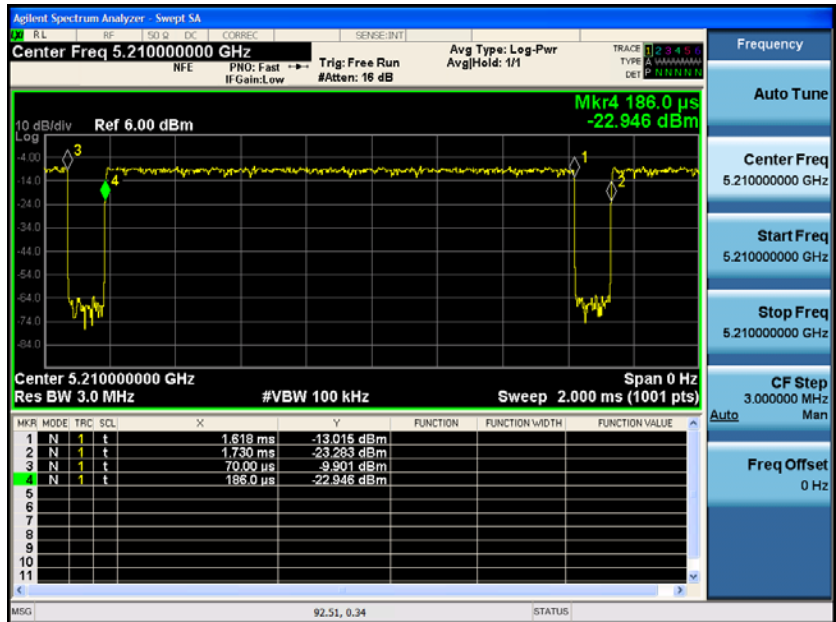 Agilent Spectrum Analyzer - Swept SA
RL RF 50 Ω DC CORREC SENSE:INT
Center Freq 5.210000000 GHz
NFE PNO: Fast IFGain:Low
Trig: Free Run
#Atten: 16 dB
Avg Type: Log-Pwr
Avg|Hold: 1/1
TRACE 1 2 3 4 5 6
TYPE A
DET P N N N N N
Mkr4 186.0 µs
-22.946 dBm
10 dB/div Ref 6.00 dBm
Log
-4.00
-14.0
-24.0
-34.0
-44.0
-54.0
-64.0
-74.0
-84.0
3
4
1
2
Center 5.210000000 GHz Span 0 Hz
Res BW 3.0 MHz #VBW 100 kHz Sweep 2.000 ms (1001 pts)
MKR MODE TRC SCL X Y FUNCTION FUNCTION WIDTH FUNCTION VALUE
1 N 1 t 1.618 ms -13.015 dBm
2 N 1 t 1.730 ms -23.283 dBm
3 N 1 t 70.00 µs -9.901 dBm
4 N 1 t 186.0 µs -22.946 dBm
5
6
7
8
9
10
11
MSG 92.51, 0.34 STATUS
Frequency
Auto Tune
Center Freq
5.210000000 GHz
Start Freq
5.210000000 GHz
Stop Freq
5.210000000 GHz
CF Step
3.000000 MHz
Auto Man
Freq Offset
0 Hz